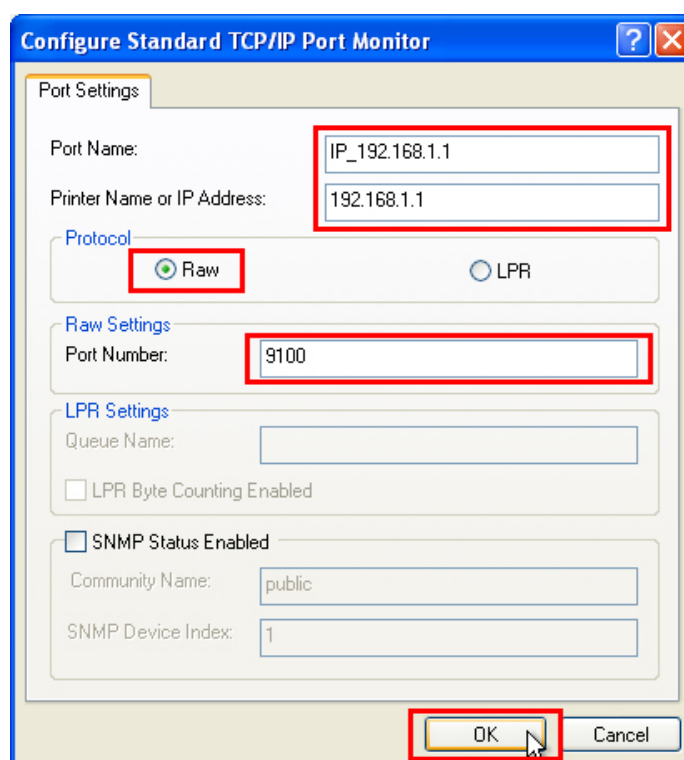 Configure Standard TCP/IP Port Monitor
Port Settings
Port Name: IP_192.168.1.1
Printer Name or IP Address: 192.168.1.1
Protocol
Raw LPR
Raw Settings
Port Number: 9100
LPR Settings
Queue Name:
LPR Byte Counting Enabled
SNMP Status Enabled
Community Name: public
SNMP Device Index: 1
OK Cancel